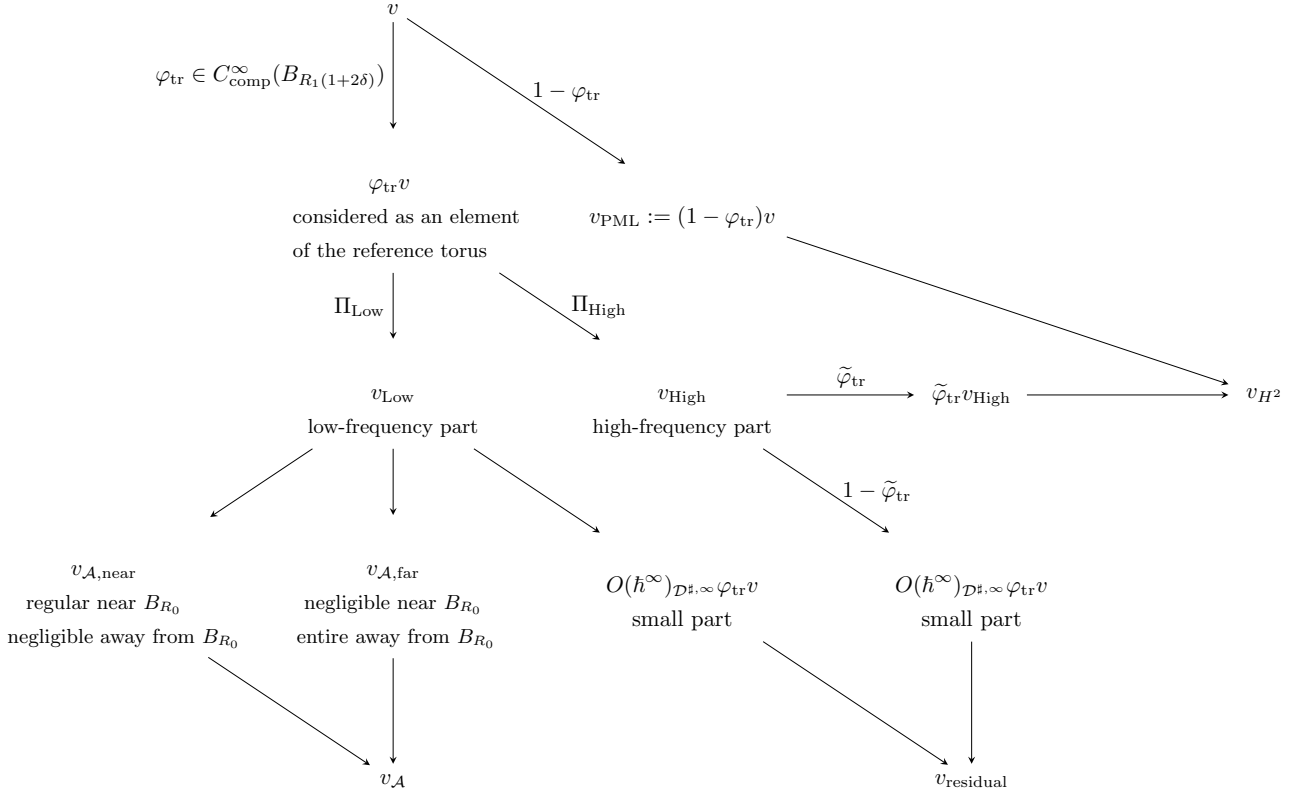 v
φ_tr ∈ C^∞_comp(B_{R_1(1+2δ)})
1 − φ_tr
φ_tr v
considered as an element
of the reference torus
v_PML := (1 − φ_tr)v
Π_Low
Π_High
v_Low
low-frequency part
v_High
high-frequency part
φ̃_tr
φ̃_tr v_High
v_{H^2}
1 − φ̃_tr
v_{𝒜,near}
regular near B_{R_0}
negligible away from B_{R_0}
v_{𝒜,far}
negligible near B_{R_0}
entire away from B_{R_0}
O(ℏ^∞)_{𝒟^{♯,∞}} φ_tr v
small part
O(ℏ^∞)_{𝒟^{♯,∞}} φ_tr v
small part
v_𝒜
v_residual